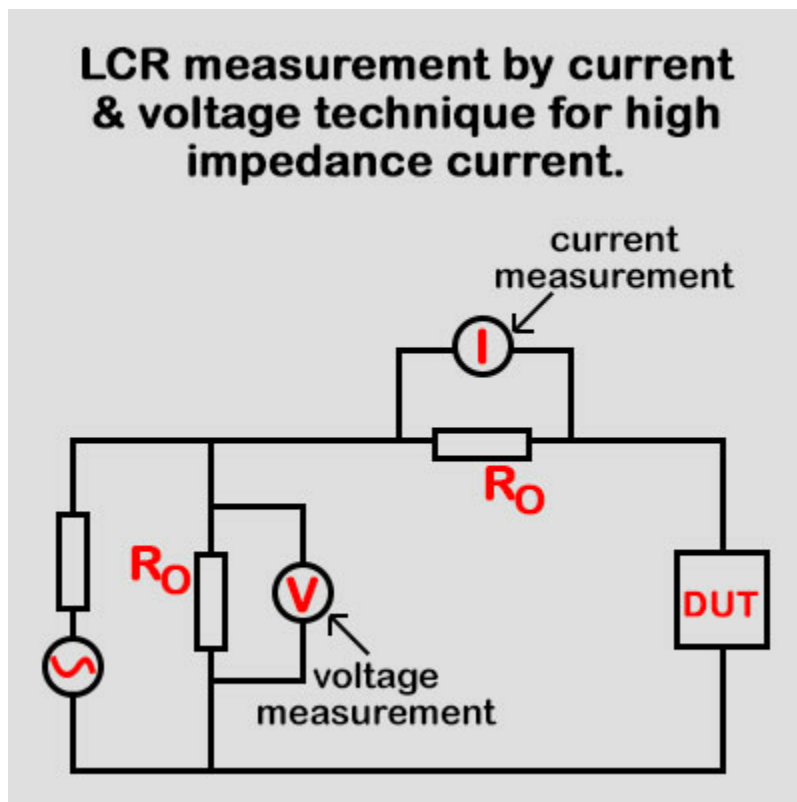 LCR measurement by current
& voltage technique for high
impedance current.
current
measurement
I
RO
RO
V
DUT
voltage
measurement